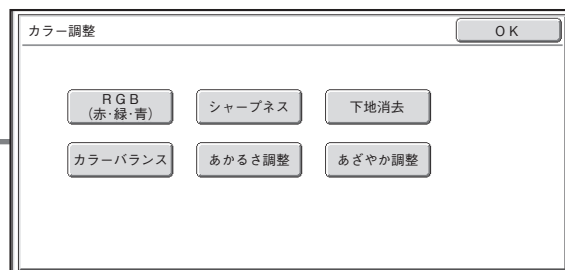 カラー調整
OK
RGB
(赤・緑・青)
シャープネス
下地消去
カラーバランス
あかるさ調整
あざやか調整